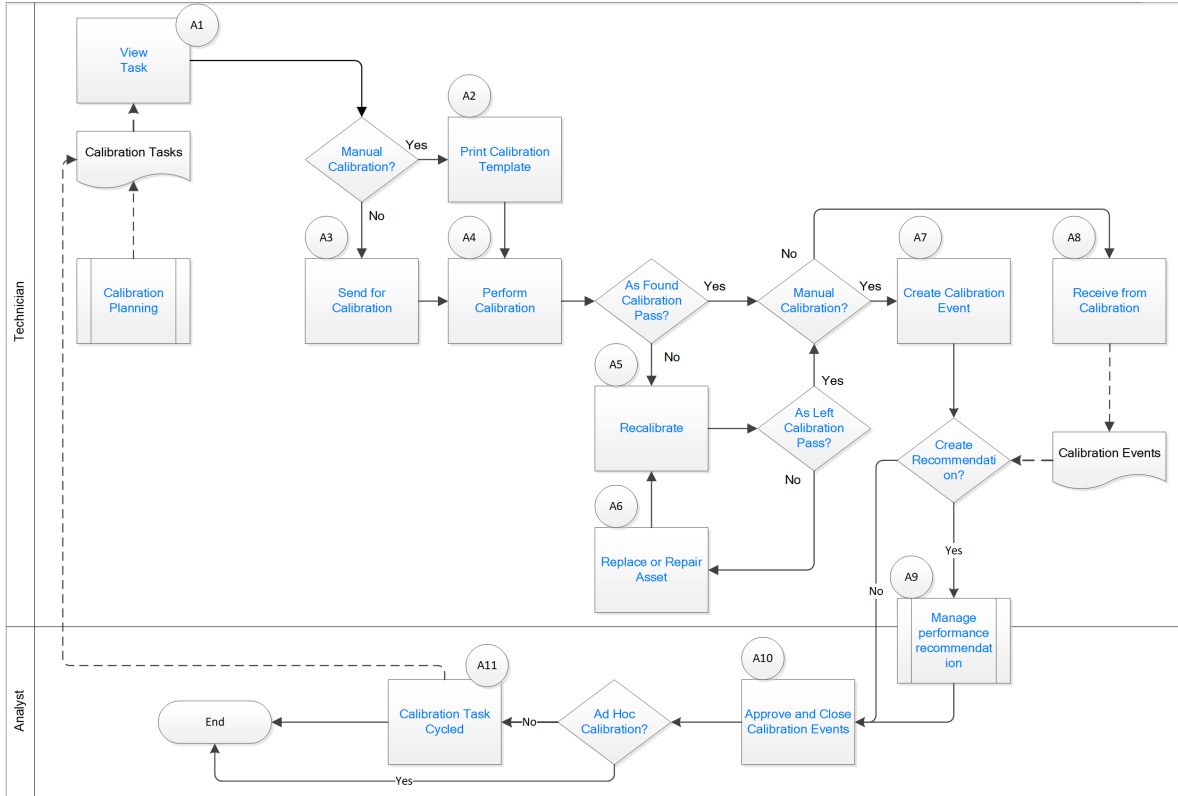 Technician
A1
View
Task
Calibration Tasks
Calibration
Planning
Manual
Calibration?
Yes
No
A2
Print Calibration
Template
A3
Send for
Calibration
A4
Perform
Calibration
As Found
Calibration
Pass?
Yes
No
A5
Recalibrate
A6
Replace or Repair
Asset
As Left
Calibration
Pass?
Yes
No
Manual
Calibration?
No
Yes
A7
Create Calibration
Event
A8
Receive from
Calibration
Calibration Events
Create
Recommendati
on?
Yes
No
A9
Manage
performance
recommendat
ion
Analyst
A10
Approve and Close
Calibration Events
Ad Hoc
Calibration?
No
Yes
A11
Calibration Task
Cycled
End